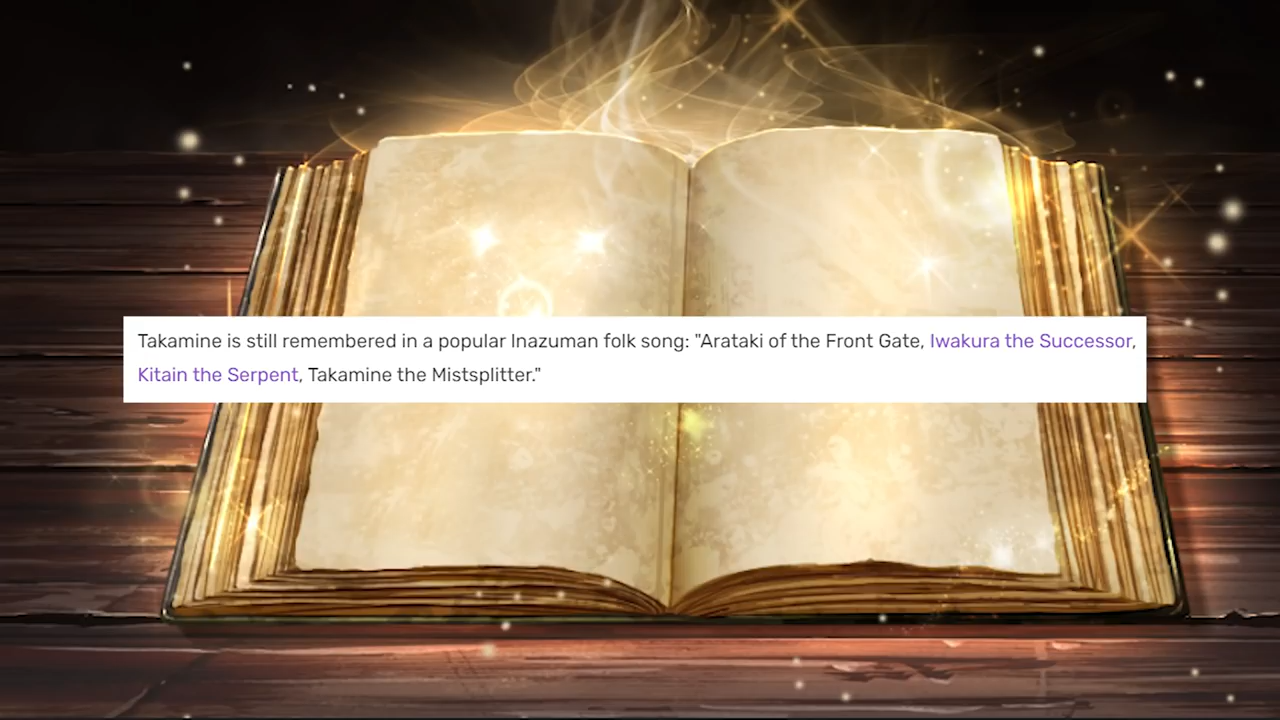 Takamine is still remembered in a popular Inazuman folk song: "Arataki of the Front Gate, Iwakura the Successor,
Kitain the Serpent, Takamine the Mistsplitter."